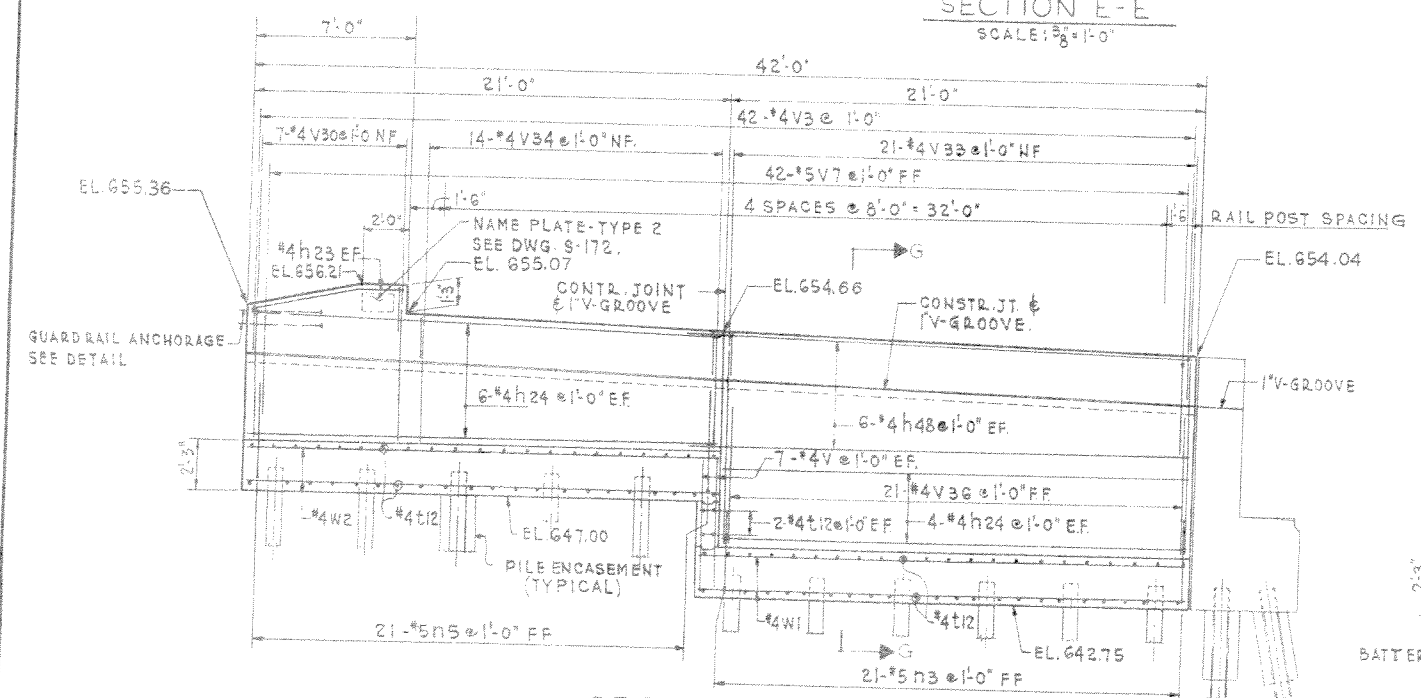 SECTION E-E
SCALE: 3/8" = 1'-0"
7'-0"
42'-0"
21'-0"
21'-0"
42-#4V3 @ 1'-0"
7-#4V30@1'-0 NF
14-#4V34@1'-0" NF.
21-#4V33@1'-0" NF
42-#5V7@1'-0" FF
EL.655.36
1'-6"
4 SPACES @ 8'-0" = 32'-0"
1'-6
RAIL POST SPACING
2'-0"
NAME PLATE-TYPE 2
SEE DWG. S-172.
#4h23 EF
EL.656.21
EL. 655.07
G
EL.654.04
1'-3"
CONTR. JOINT
& 1"V-GROOVE
EL.654.66
CONSTR. JT. &
1"V-GROOVE.
GUARDRAIL ANCHORAGE
SEE DETAIL
1"V-GROOVE
6-#4h24@1'-0" EF.
6-#4h48@1'-0" EF.
2'-3"
7-#4V@1'-0" EF.
21-#4V36@1'-0" FF
#4w2
#4t12
EL.647.00
2-#4t12@1'-0" EF
4-#4h24@1'-0" EF.
PILE ENCASEMENT
(TYPICAL)
2'-3"
#4w1
#4t12
21-#5n5@1'-0" FF
G
EL.642.75
BATTER
21-#5n3@1'-0" FF